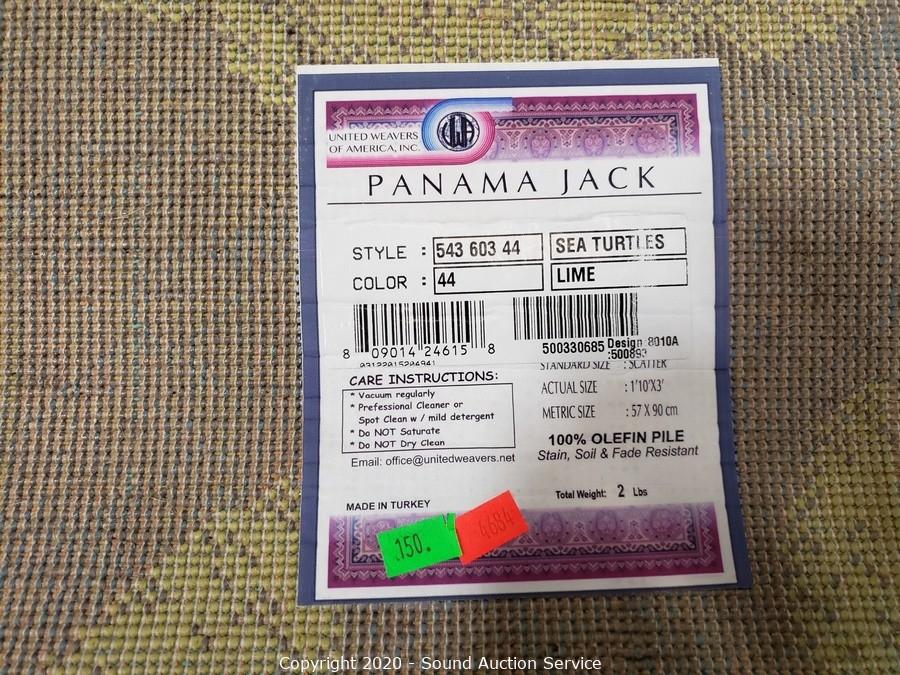 UNITED WEAVERS
OF AMERICA, INC.
PANAMA JACK
STYLE : 543 603 44 SEA TURTLES
COLOR : 44 LIME
8 09014 24615 8
03122015204941
500330685 Design 8010A
STANDARD SIZE : SCATTER
CARE INSTRUCTIONS:
* Vacuum regularly
* Prefessional Cleaner or
Spot Clean w / mild detergent
* Do NOT Saturate
* Do NOT Dry Clean
Email: office@unitedweavers.net
ACTUAL SIZE : 1'10'X3'
METRIC SIZE : 57 X 90 cm
100% OLEFIN PILE
Stain, Soil & Fade Resistant
Total Weight: 2 Lbs
MADE IN TURKEY
150.
4684
Copyright 2020 - Sound Auction Service